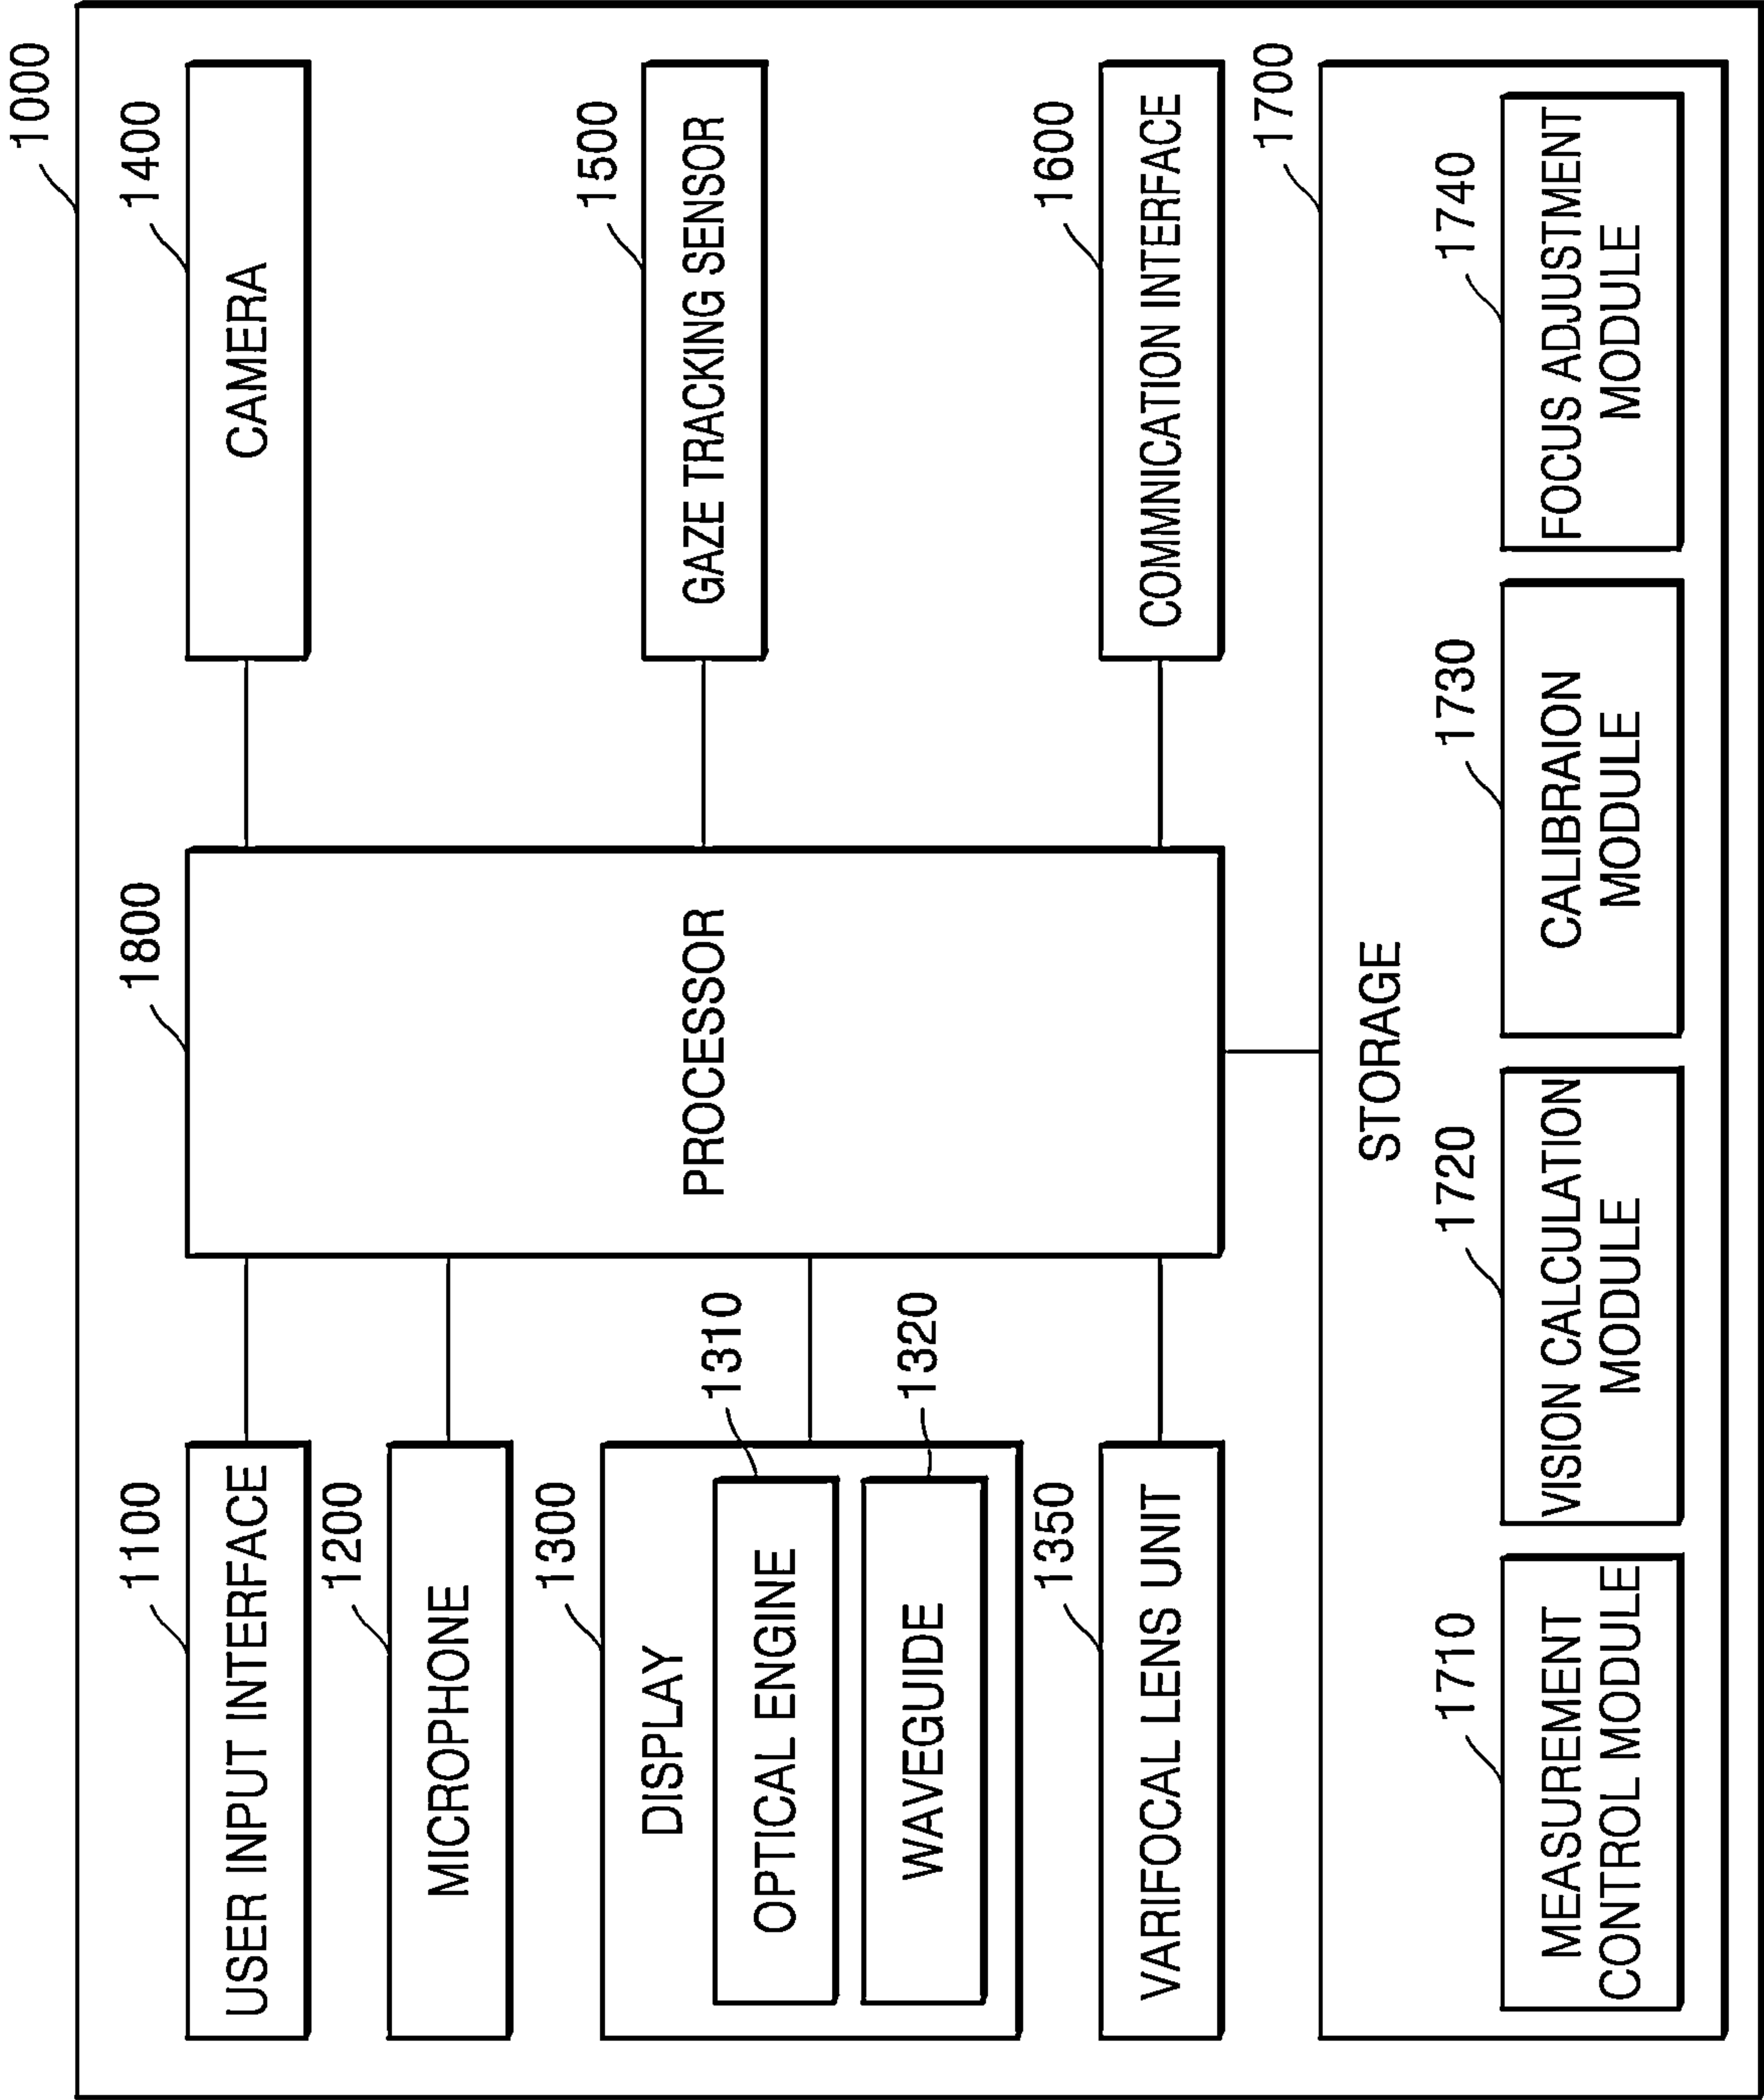 1000
1100
USER INPUT INTERFACE
1200
MICROPHONE
1300
DISPLAY
1310
OPTICAL ENGINE
1320
WAVEGUIDE
1350
VARIFOCAL LENS UNIT
1800
PROCESSOR
1400
CAMERA
1500
GAZE TRACKING SENSOR
1600
COMMNICATION INTERFACE
1700
STORAGE
1710
MEASUREMENT
CONTROL MODULE
1720
VISION CALCULATION
MODULE
1730
CALIBRAION
MODULE
1740
FOCUS ADJUSTMENT
MODULE